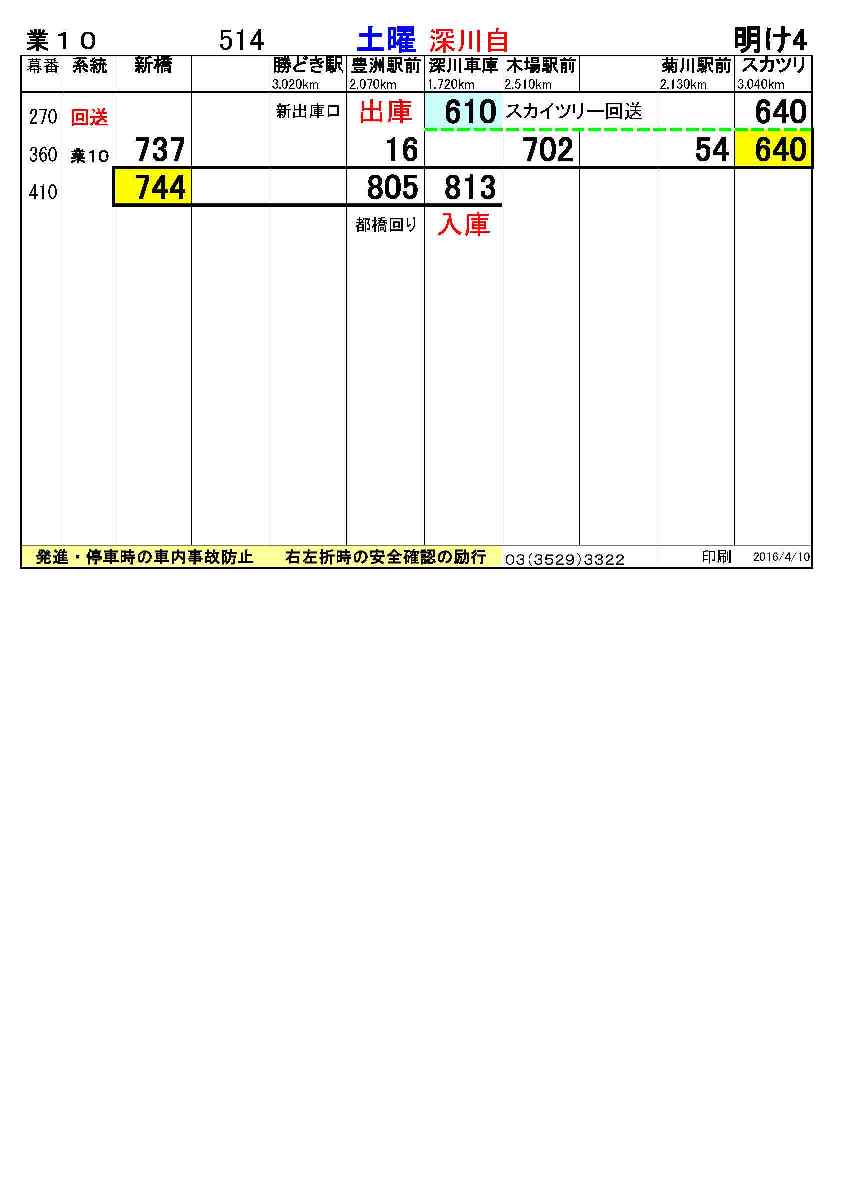 業１０ 514 土曜 深川自 明け4
幕番 系統 新橋 勝どき駅 豊洲駅前 深川車庫 木場駅前 菊川駅前 スカツリ
3.020km 2.070km 1.720km 2.510km 2.130km 3.040km
270 回送 新出庫口 出庫 610 スカイツリー回送 640
360 業１０ 737 16 702 54 640
410 744 805 813
都橋回り 入庫
発進・停車時の車内事故防止 右左折時の安全確認の励行 03(3529)3322 印刷 2016/4/10